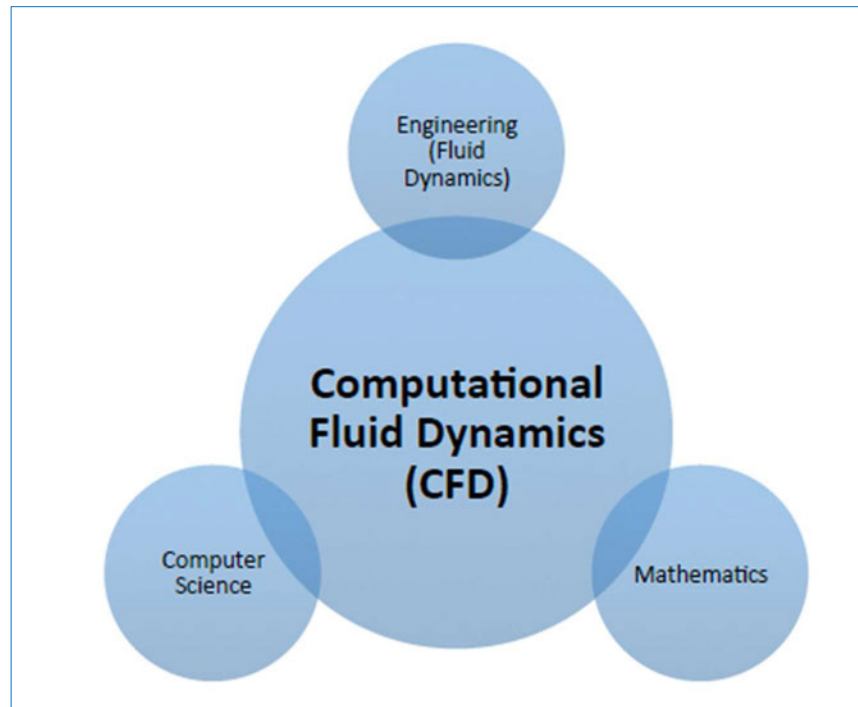 Engineering
(Fluid
Dynamics)
Computational
Fluid Dynamics
(CFD)
Computer
Science
Mathematics